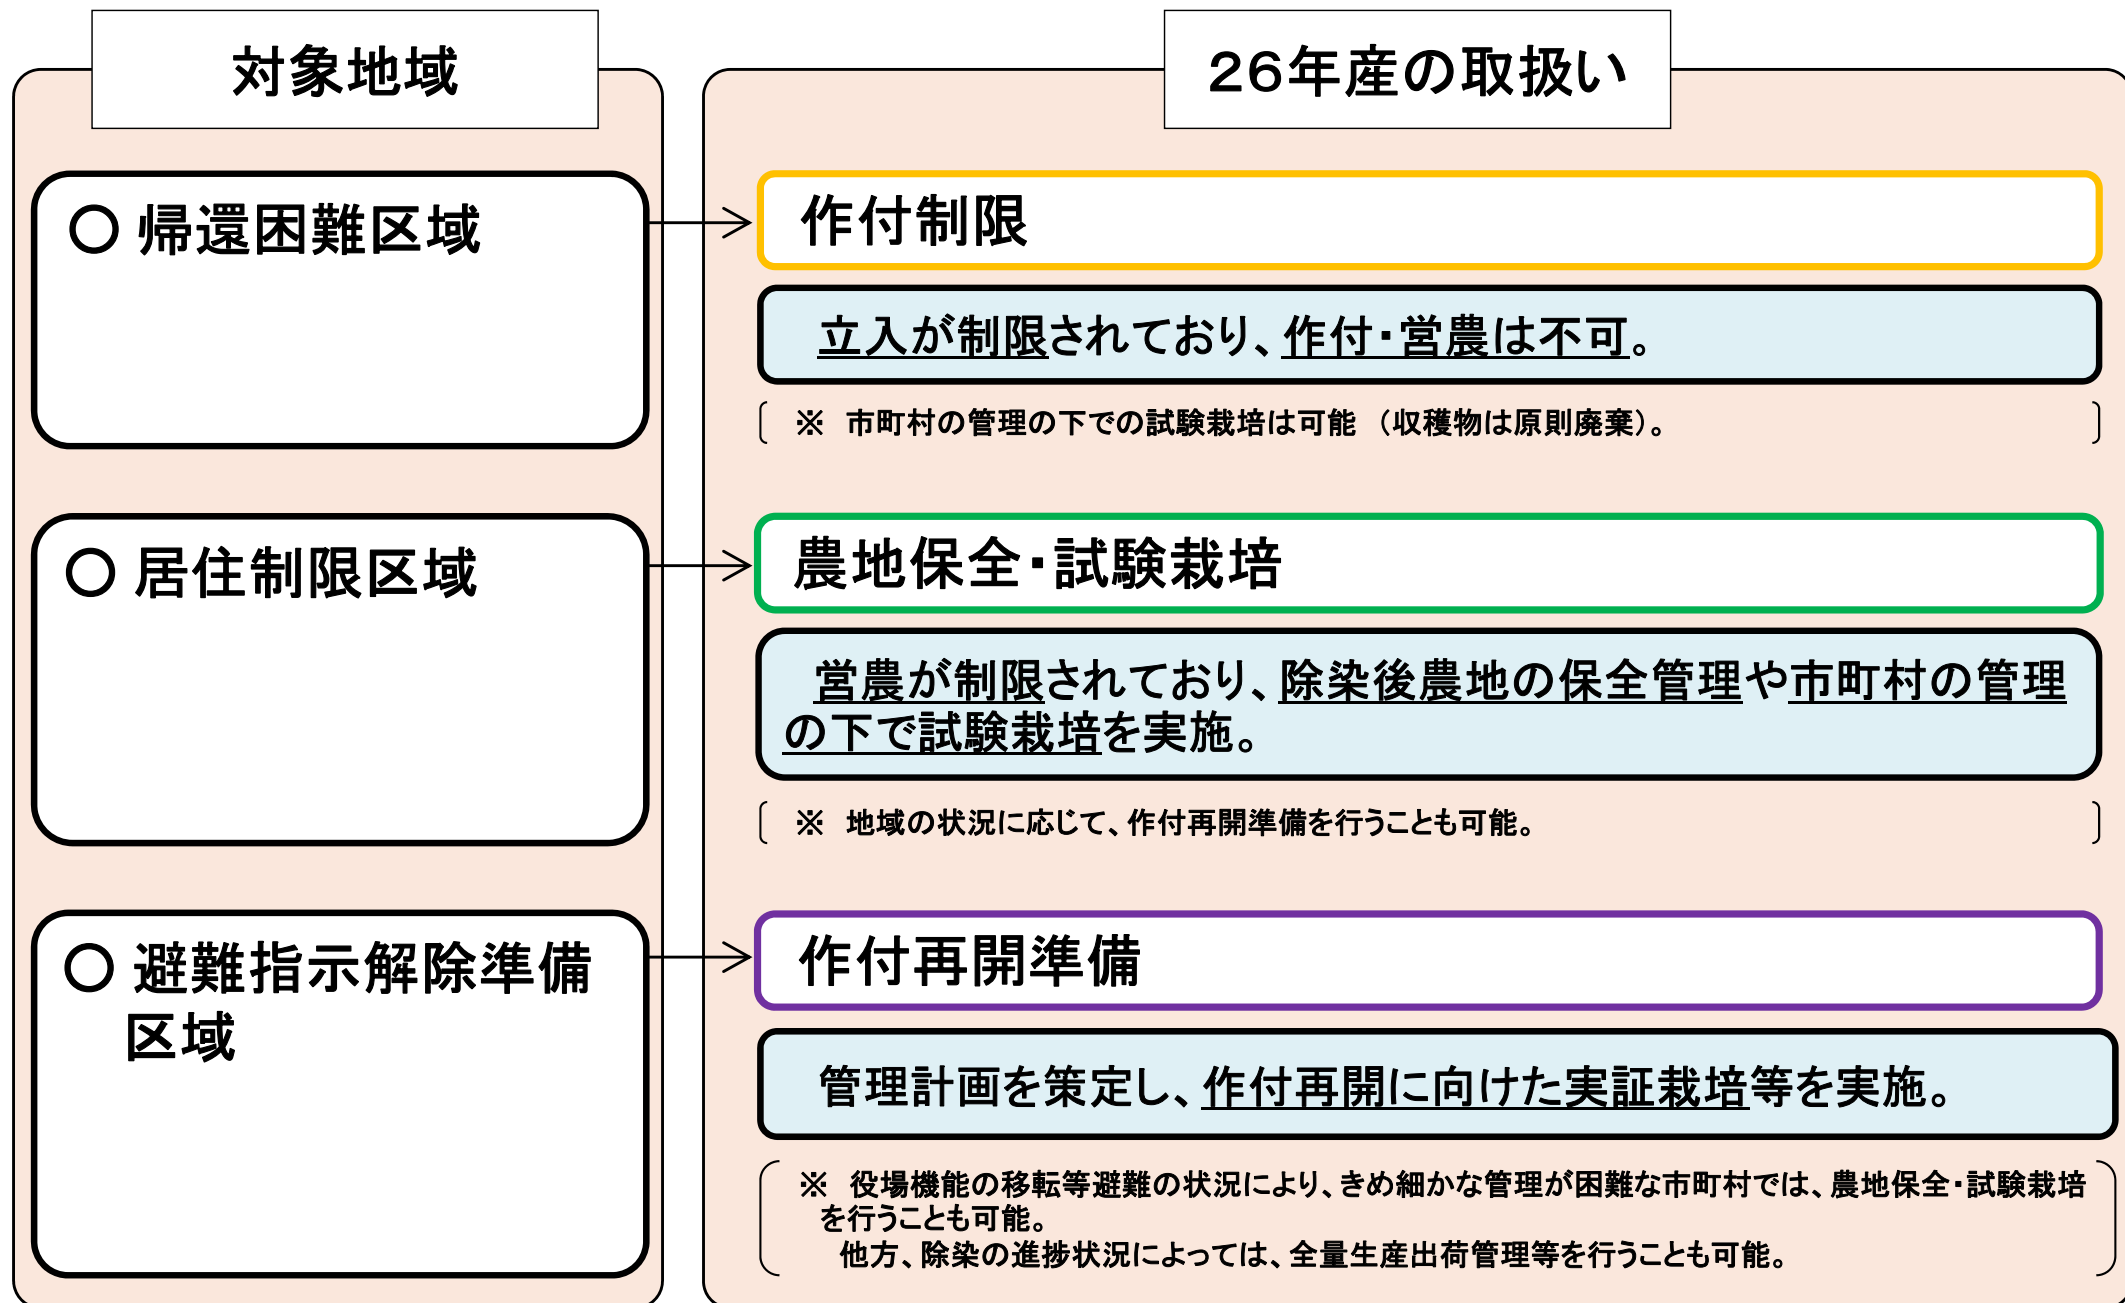 対象地域
２６年産の取扱い
○ 帰還困難区域
作付制限
立入が制限されており、作付・営農は不可。
※　市町村の管理の下での試験栽培は可能　（収穫物は原則廃棄）。
○ 居住制限区域
農地保全・試験栽培
営農が制限されており、除染後農地の保全管理や市町村の管理
の下で試験栽培を実施。
※　地域の状況に応じて、作付再開準備を行うことも可能。
○ 避難指示解除準備
区域
作付再開準備
管理計画を策定し、作付再開に向けた実証栽培等を実施。
※　役場機能の移転等避難の状況により、きめ細かな管理が困難な市町村では、農地保全・試験栽培
を行うことも可能。
他方、除染の進捗状況によっては、全量生産出荷管理等を行うことも可能。